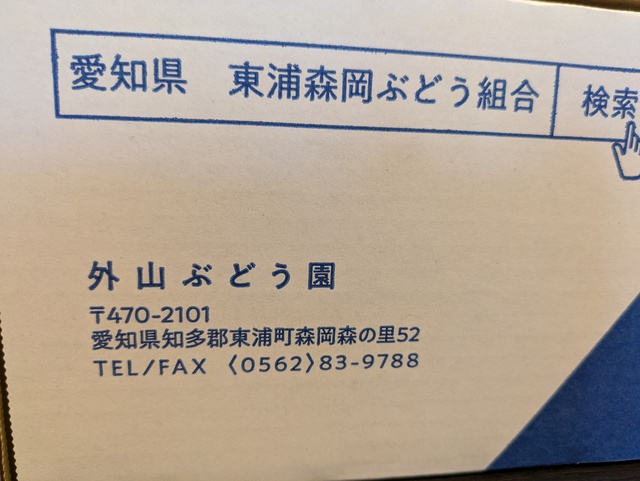 愛知県 東浦森岡ぶどう組合 検索
外山ぶどう園
〒470-2101
愛知県知多郡東浦町森岡森の里52
TEL/FAX 〈0562〉83-9788